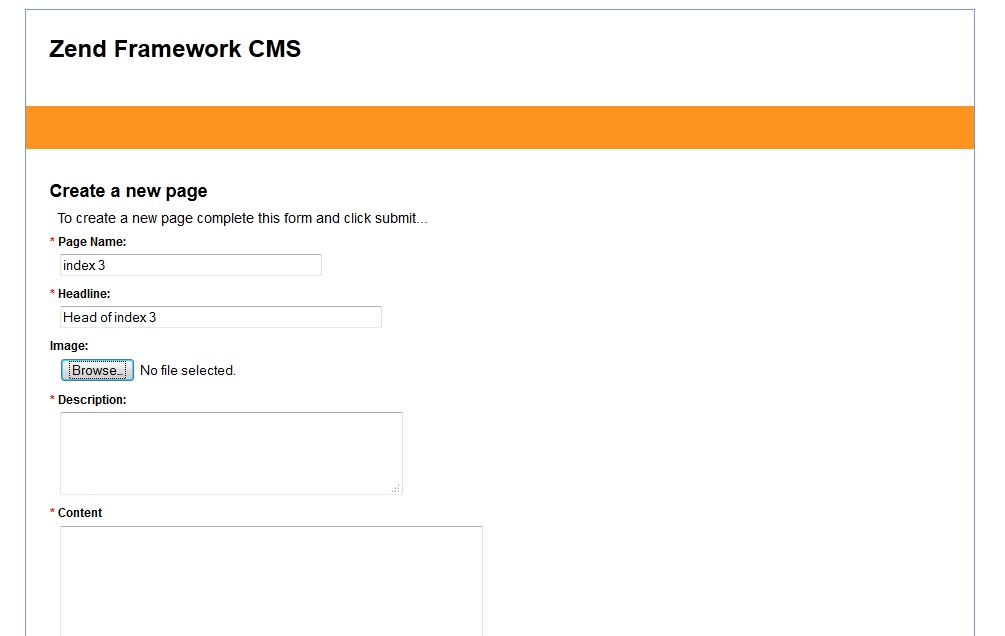 Zend Framework CMS
Create a new page
To create a new page complete this form and click submit...
* Page Name:
index 3
* Headline:
Head of index 3
Image:
Browse... No file selected.
* Description:
* Content